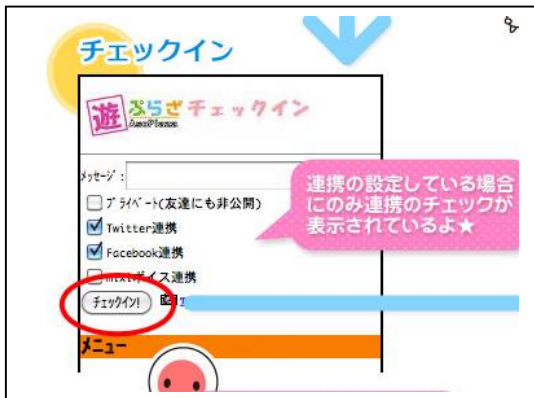 チェックイン
遊ぷらざチェックイン
AsoPlaza
メッセージ:
プライベート(友達にも非公開)
Twitter連携
Facebook連携
mixiボイス連携
チェックイン!
連携の設定している場合
にのみ連携のチェックが
表示されているよ★
メニュー